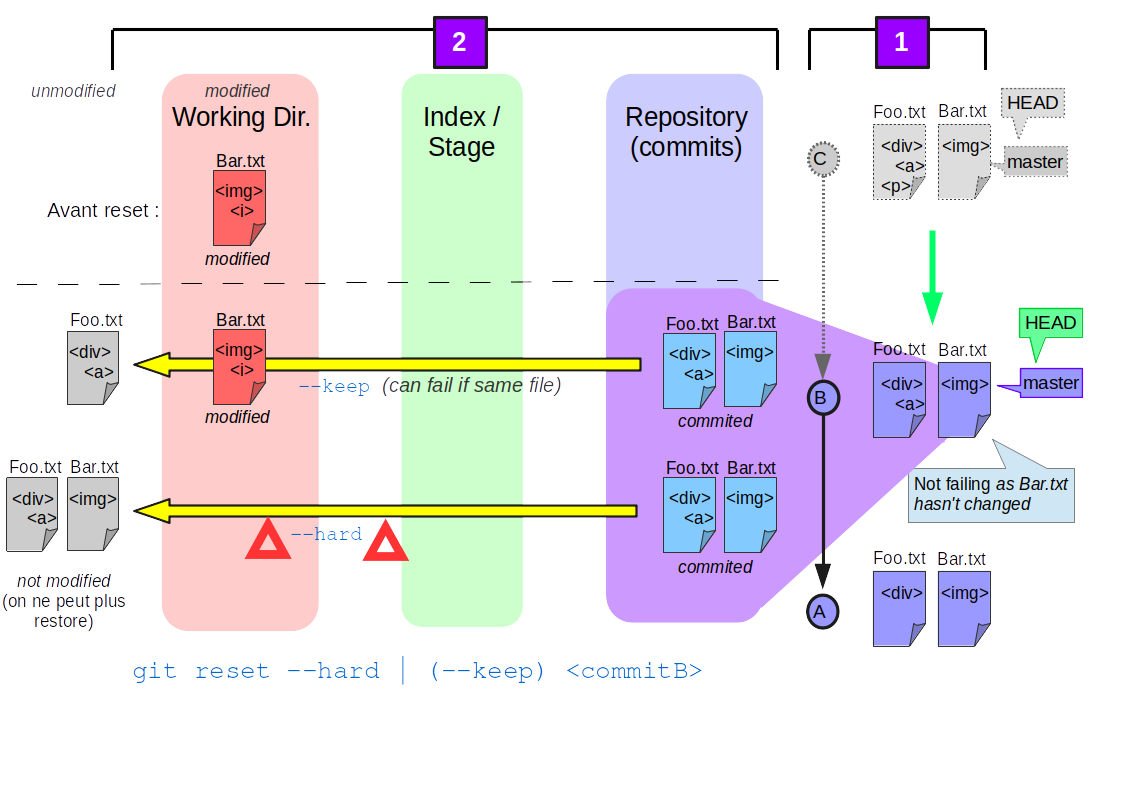 2
1
unmodified
modified
Working Dir.
Index /
Stage
Repository
(commits)
Bar.txt
<img>
<i>
modified
Avant reset :
C
Foo.txt
<div>
<a>
<p>
Bar.txt
<img>
HEAD
master
Foo.txt
<div>
<a>
Bar.txt
<img>
<i>
modified
--keep (can fail if same file)
Foo.txt
<div>
<a>
Bar.txt
<img>
commited
B
Foo.txt
<div>
<a>
Bar.txt
<img>
HEAD
master
Not failing as Bar.txt
hasn't changed
Foo.txt
<div>
<a>
Bar.txt
<img>
not modified
(on ne peut plus
restore)
--hard
Foo.txt
<div>
<a>
Bar.txt
<img>
commited
A
Foo.txt
<div>
Bar.txt
<img>
git reset --hard | (--keep) <commitB>